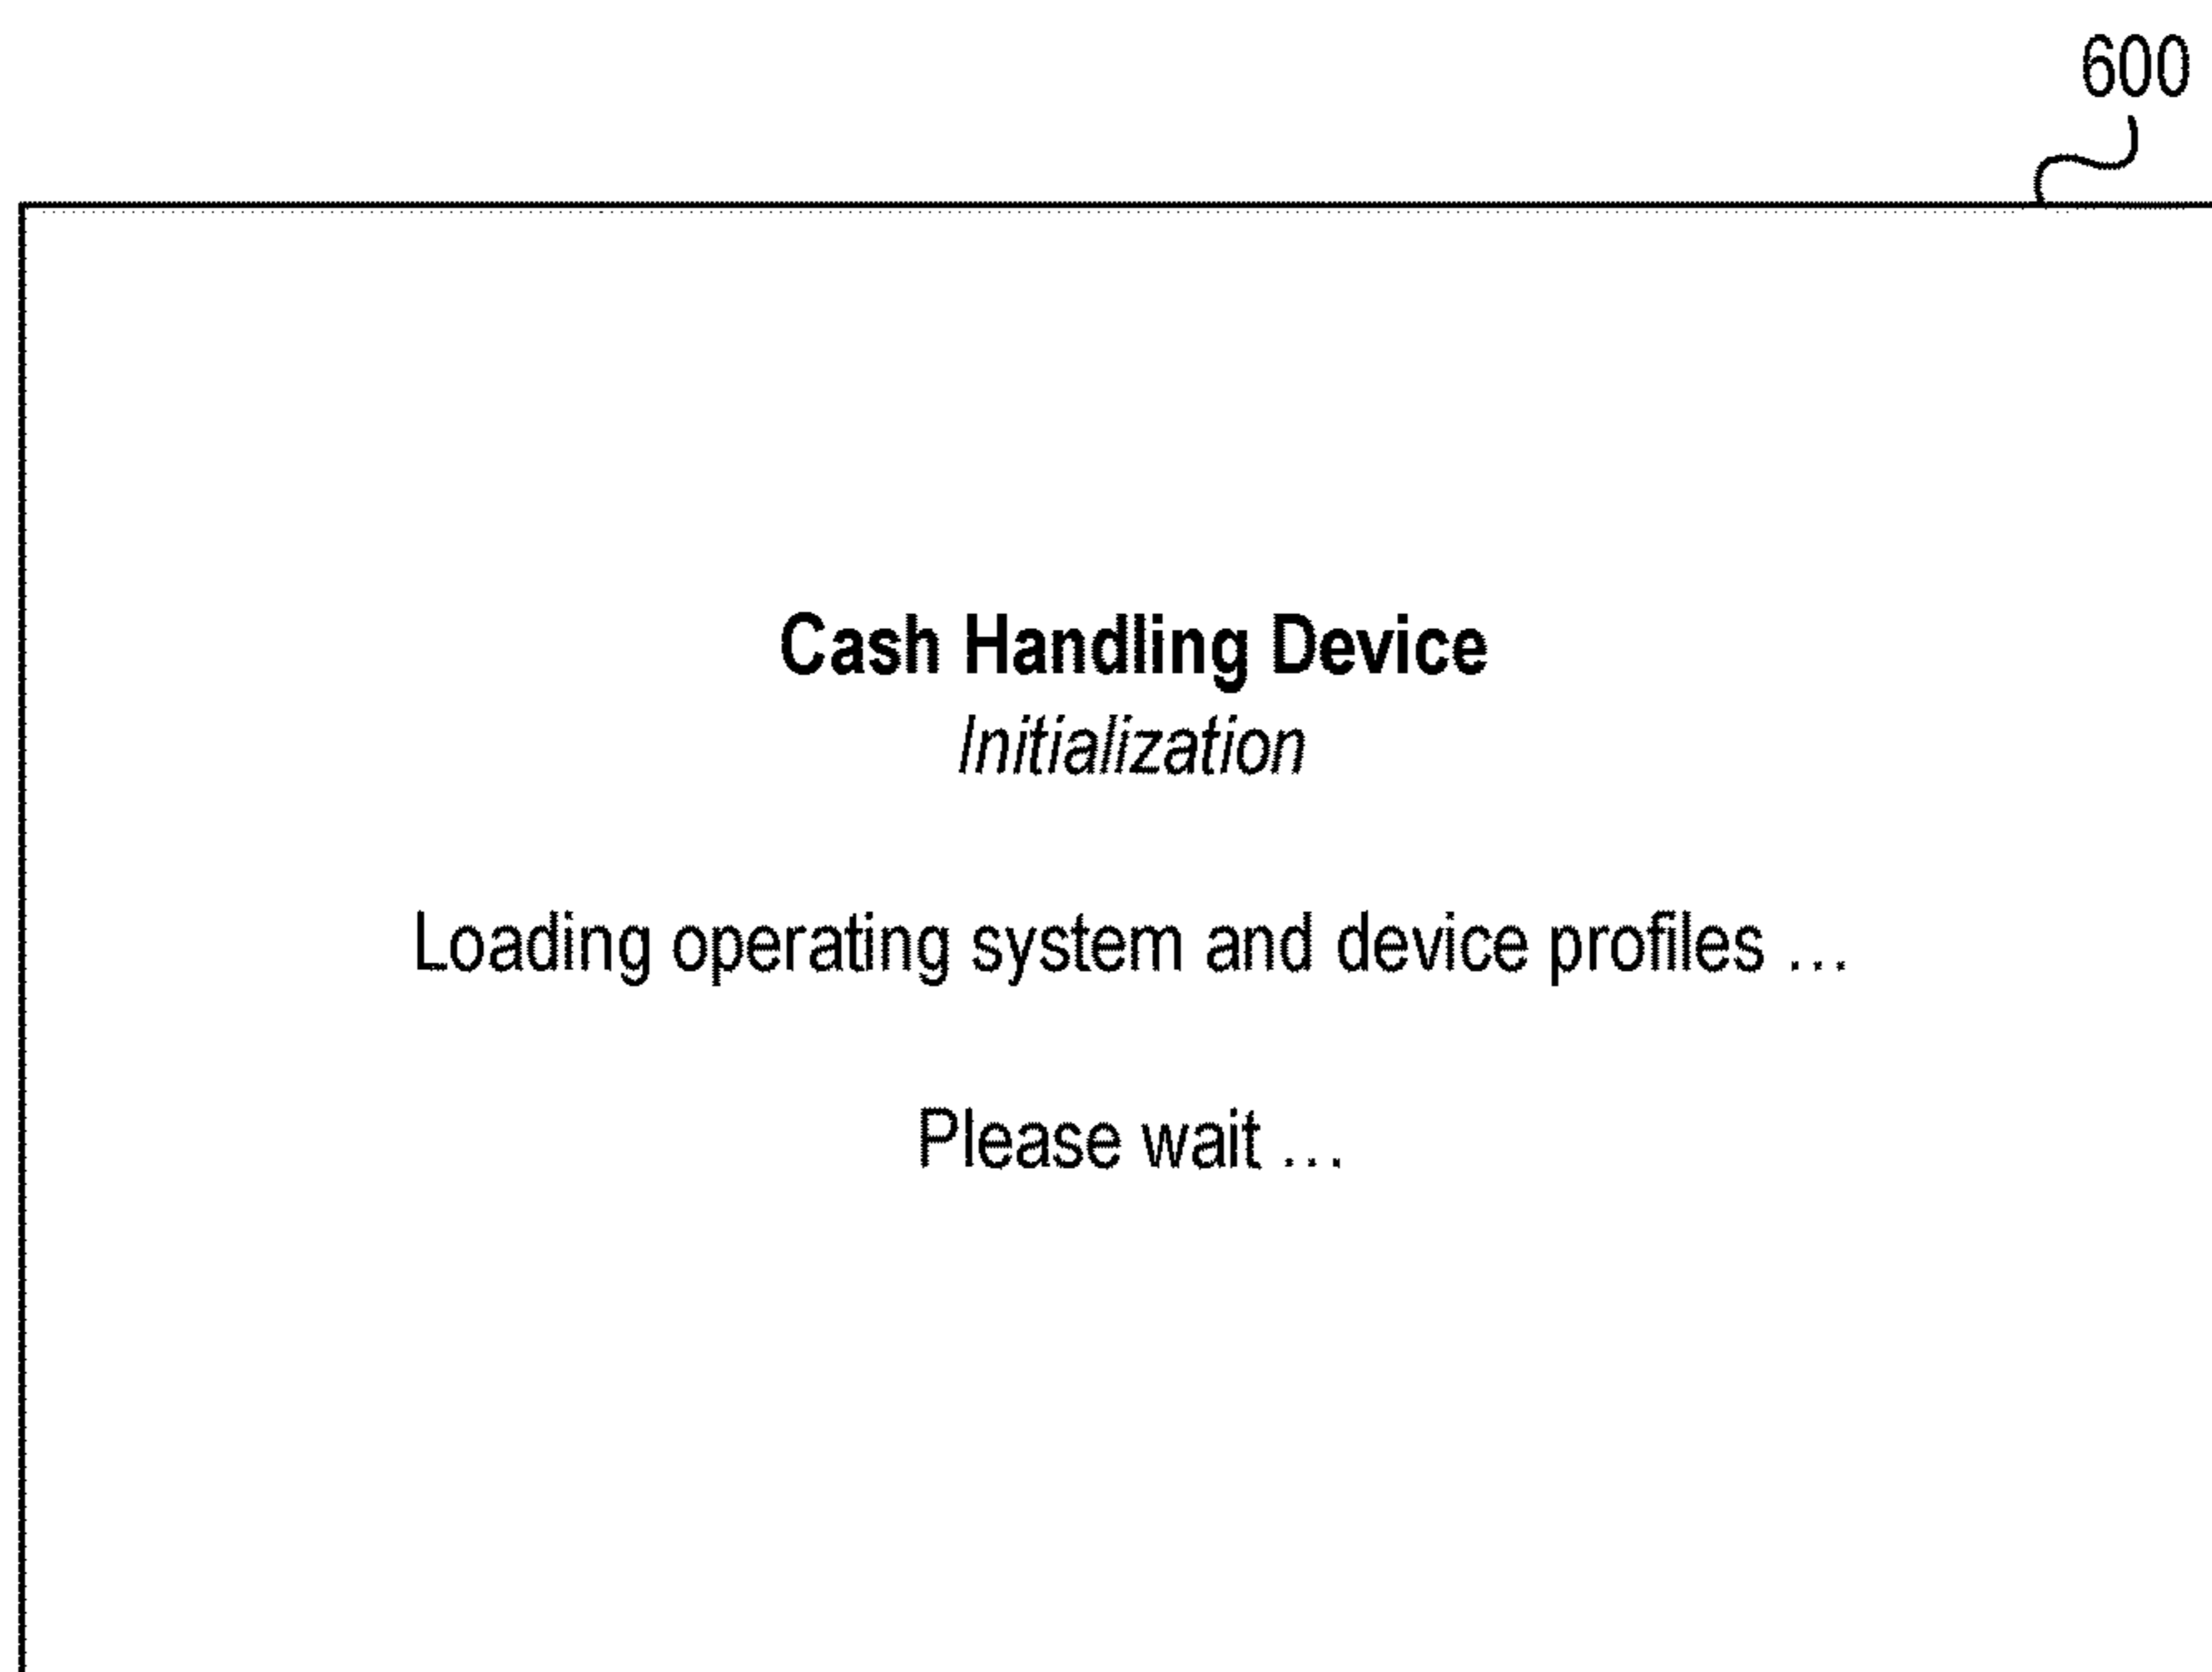 600
Cash Handling Device
Initialization
Loading operating system and device profiles ...
Please wait ...